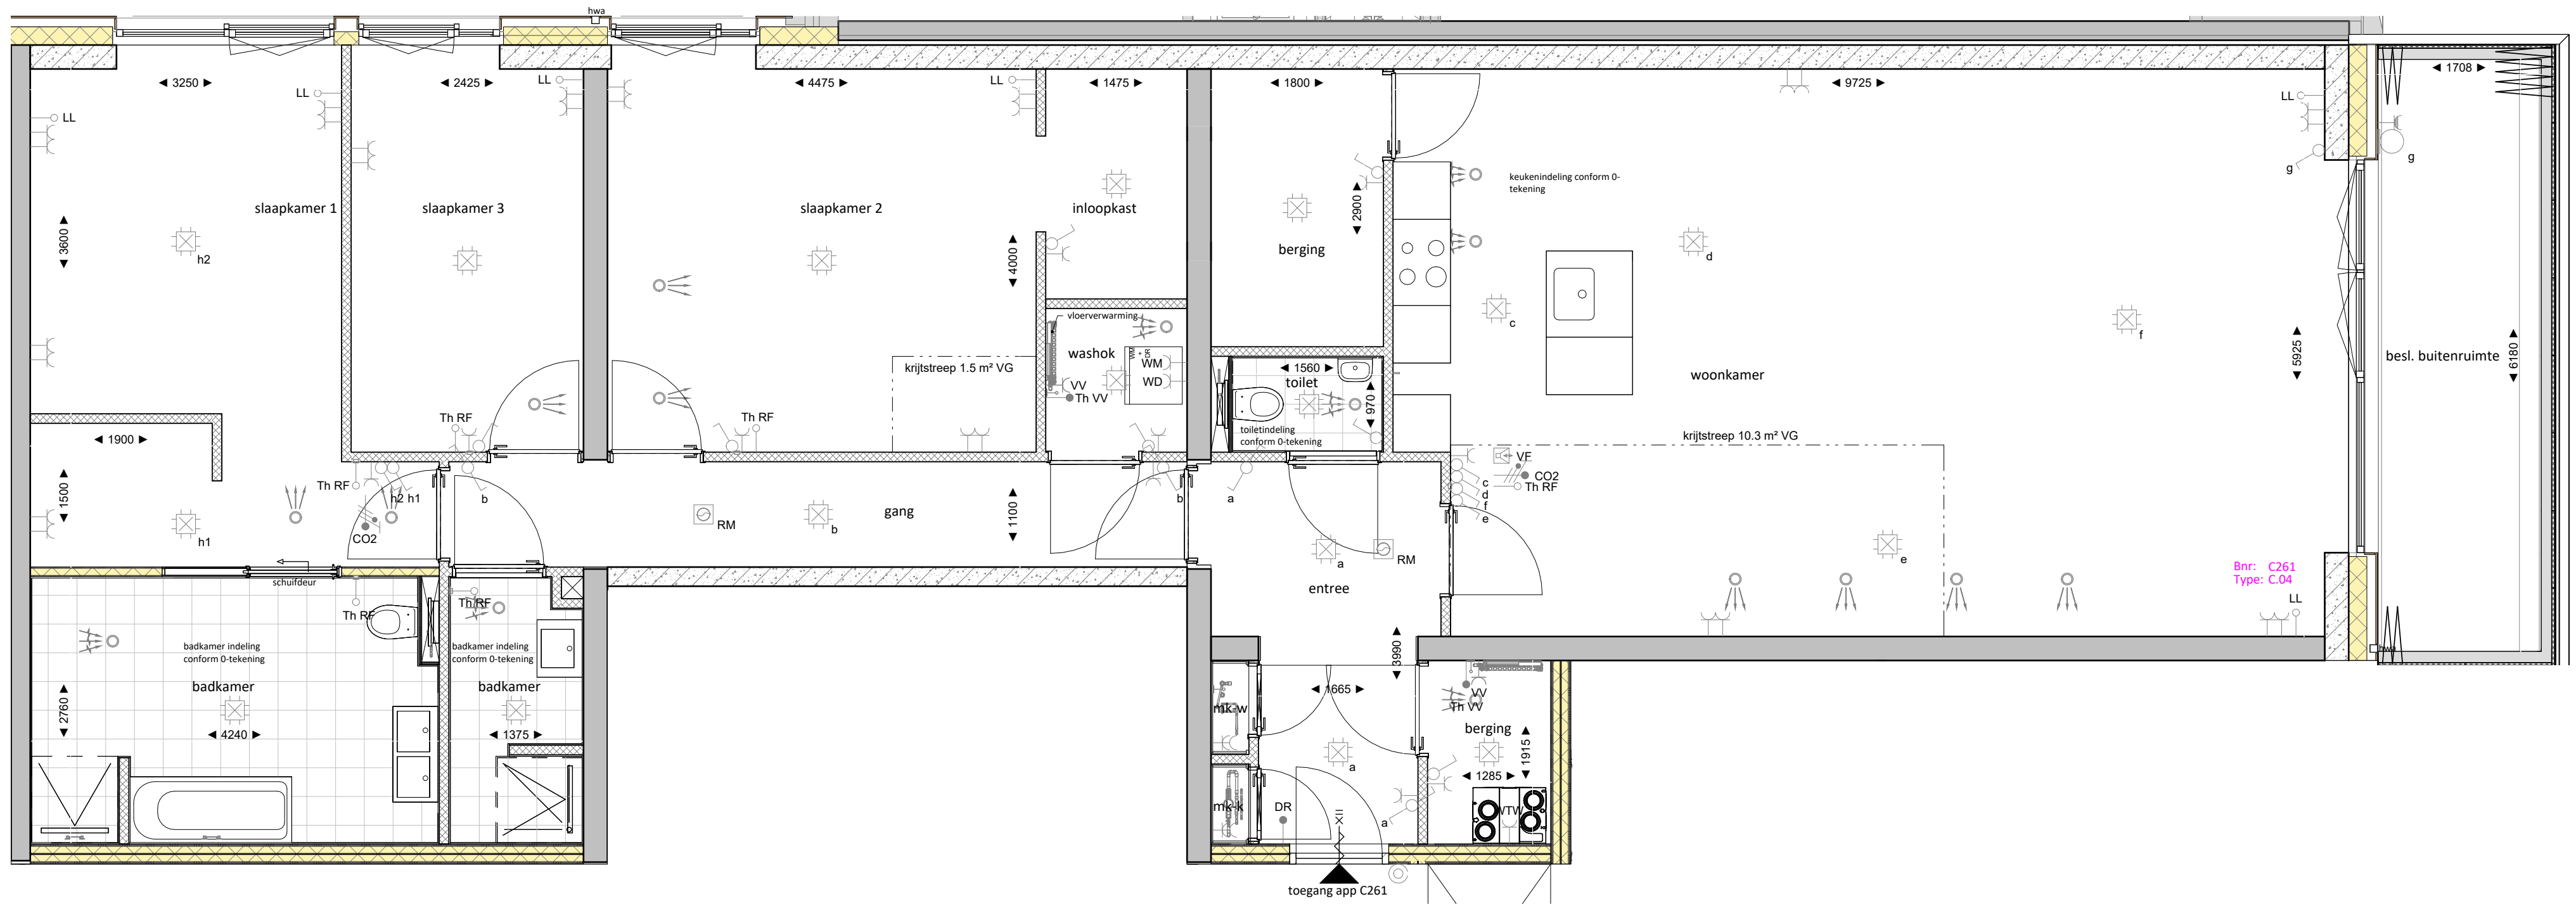 hwa
◄ 3250 ►
◄ 2425 ►
◄ 4475 ►
◄ 1475 ►
◄ 1800 ►
◄ 9725 ►
◄ 1708 ►
LL
LL
LL
LL
LL
g
g
keukenindeling conform 0-
tekening
slaapkamer 1
slaapkamer 3
slaapkamer 2
inloopkast
berging
◄ 2900 ►
◄ 3600 ►
◄ 4000 ►
h2
d
c
f
vloerverwarming
washok
WM
+
DR
WM
WD
VV
Th VV
krijtstreep 1.5 m² VG
◄ 1560 ►
toilet
◄ 970 ►
toiletindeling
conform 0-tekening
woonkamer
◄ 5925 ►
besl. buitenruimte
◄ 6180 ►
◄ 1900 ►
Th RF
Th RF
krijtstreep 10.3 m² VG
◄ 1500 ►
Th RF
h2 h1
b
b
a
VF
CO2
Th RF
c
d
f
e
h1
CO2
RM
b
gang
◄ 1100 ►
a
RM
entree
e
Bnr: C261
Type: C.04
LL
schuifdeur
Th RF
Th RF
badkamer indeling
conform 0-tekening
badkamer indeling
conform 0-tekening
badkamer
badkamer
◄ 2760 ►
◄ 4240 ►
◄ 1375 ►
◄ 3990 ►
hwa
◄ 1665 ►
mk-w
VV
Th VV
berging
◄ 1915 ►
◄ 1285 ►
a
mk-k
DR
a
WTW
toegang app C261